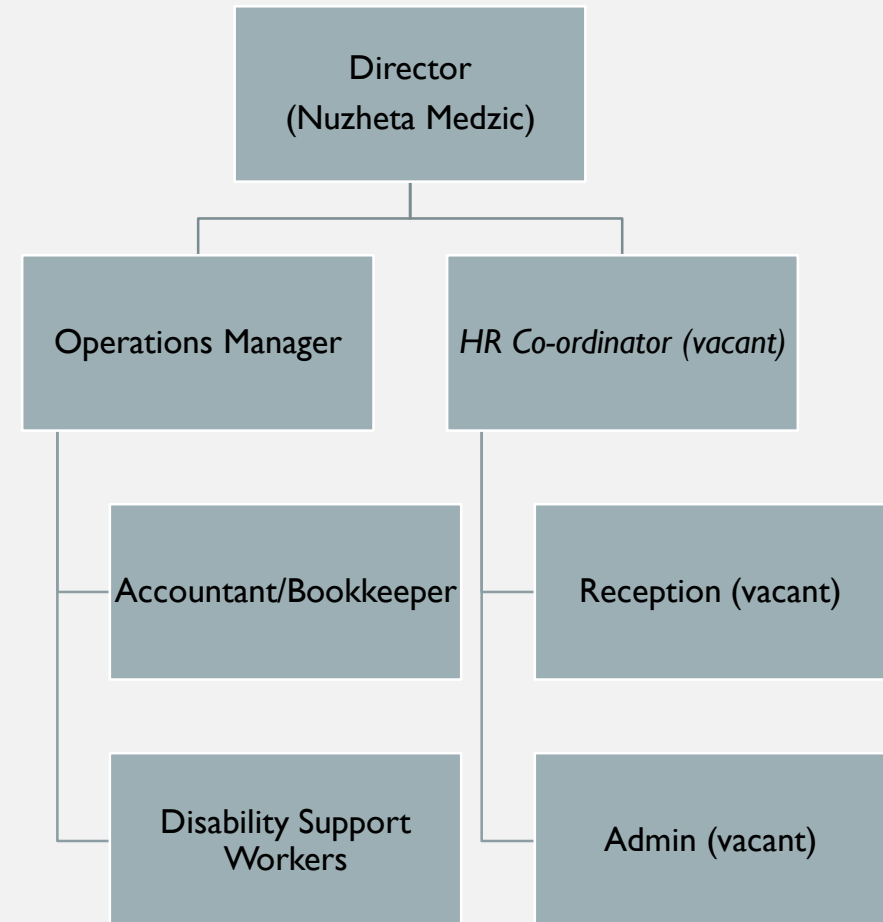 Director
(Nuzheta Medzic)
Operations Manager
HR Co-ordinator (vacant)
Accountant/Bookkeeper
Reception (vacant)
Disability Support
Workers
Admin (vacant)